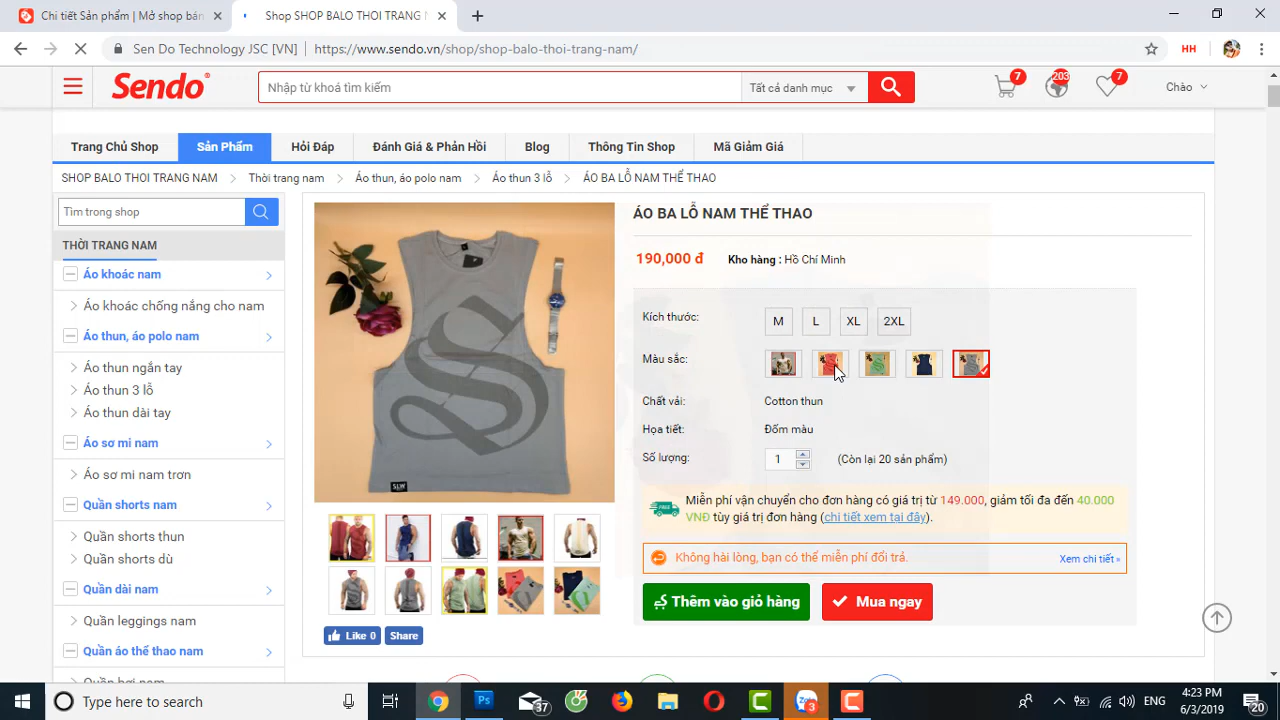 Chi tiết Sản phẩm | Mở shop bán
Shop SHOP BALO THOI TRANG N
Sen Do Technology JSC [VN] | https://www.sendo.vn/shop/shop-balo-thoi-trang-nam/
HH
Sendo
Nhập từ khoá tìm kiếm
Tất cả danh mục
7
203
7
Chào
Trang Chủ Shop
Sản Phẩm
Hỏi Đáp
Đánh Giá & Phản Hồi
Blog
Thông Tin Shop
Mã Giảm Giá
SHOP BALO THOI TRANG NAM > Thời trang nam > Áo thun, áo polo nam > Áo thun 3 lỗ > ÁO BA LỖ NAM THỂ THAO
Tìm trong shop
THỜI TRANG NAM
Áo khoác nam
Áo khoác chống nắng cho nam
Áo thun, áo polo nam
Áo thun ngắn tay
Áo thun 3 lỗ
Áo thun dài tay
Áo sơ mi nam
Áo sơ mi nam trơn
Quần shorts nam
Quần shorts thun
Quần shorts dù
Quần dài nam
Quần leggings nam
Quần áo thể thao nam
Quần bơi nam
SLW
Like 0
Share
ÁO BA LỖ NAM THỂ THAO
190,000 đ
Kho hàng : Hồ Chí Minh
Kích thước:
M
L
XL
2XL
Màu sắc:
Chất vải:
Cotton thun
Họa tiết:
Đốm màu
Số lượng:
1
(Còn lại 20 sản phẩm)
FREE
Miễn phí vận chuyển cho đơn hàng có giá trị từ 149.000, giảm tối đa đến 40.000
VNĐ tùy giá trị đơn hàng (chi tiết xem tại đây).
Không hài lòng, bạn có thể miễn phí đổi trả.
Xem chi tiết »
Thêm vào giỏ hàng
Mua ngay
Type here to search
Ps
37
Zalo
3
ENG
4:23 PM
6/3/2019
20